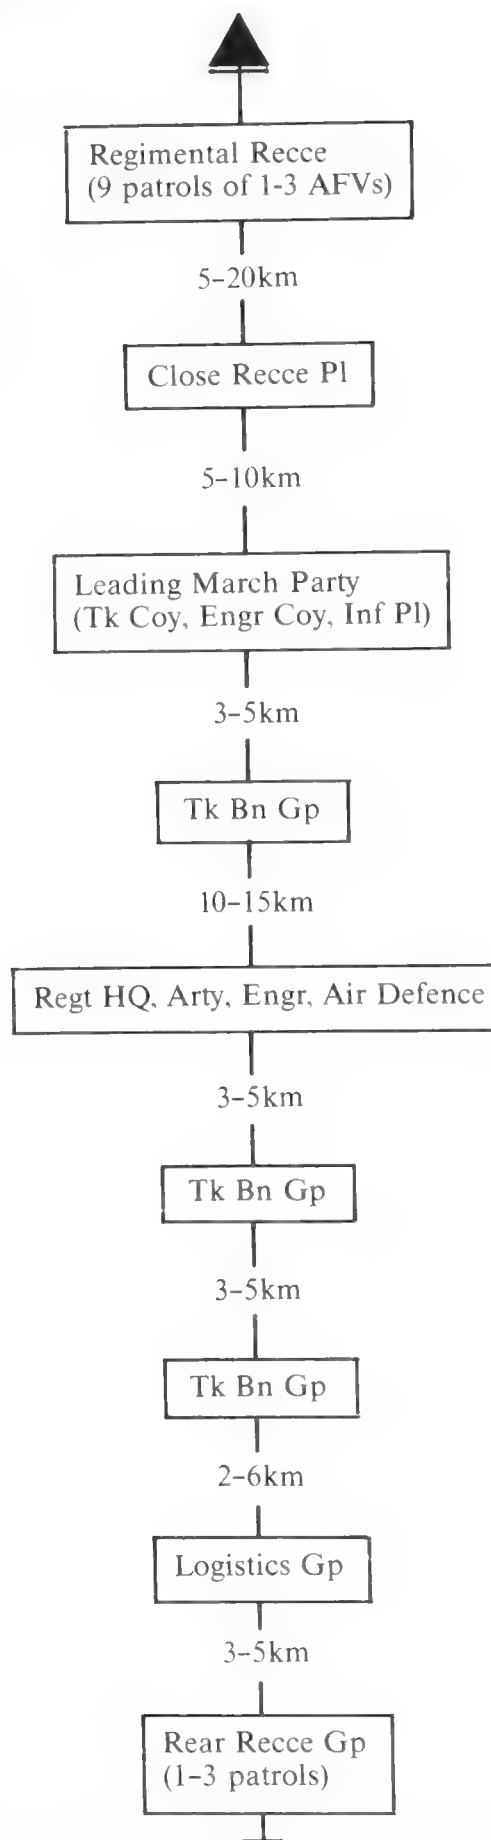 Regimental Recce
(9 patrols of 1-3 AFVs)
5-20km
Close Recce Pl
5-10km
Leading March Party
(Tk Coy, Engr Coy, Inf Pl)
3-5km
Tk Bn Gp
10-15km
Regt HQ, Arty, Engr, Air Defence
3-5km
Tk Bn Gp
3-5km
Tk Bn Gp
2-6km
Logistics Gp
3-5km
Rear Recce Gp
(1-3 patrols)